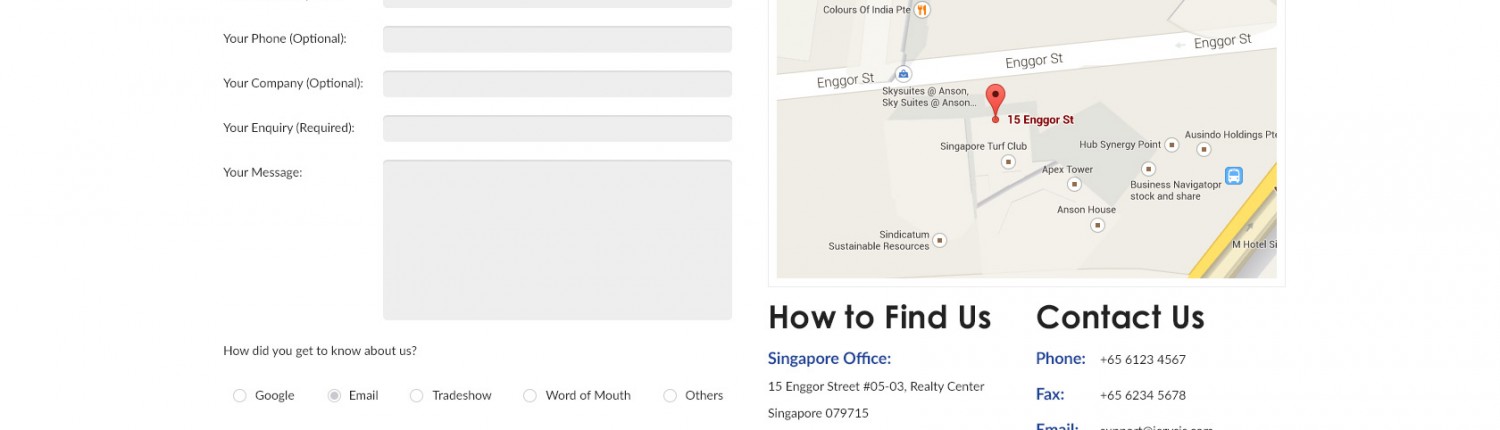 Your Phone (Optional):
Your Company (Optional):
Your Enquiry (Required):
Your Message:
How did you get to know about us?
Google
Email
Tradeshow
Word of Mouth
Others
Colours Of India Pte
Enggor St
Enggor St
Enggor St
Skysuites @ Anson,
Sky Suites @ Anson...
15 Enggor St
Singapore Turf Club
Hub Synergy Point
Ausindo Holdings Pte
Apex Tower
Business Navigatopr
stock and share
Anson House
Sindicatum
Sustainable Resources
M Hotel Si
How to Find Us
Singapore Office:
15 Enggor Street #05-03, Realty Center
Singapore 079715
Contact Us
Phone: +65 6123 4567
Fax: +65 6234 5678
Email: